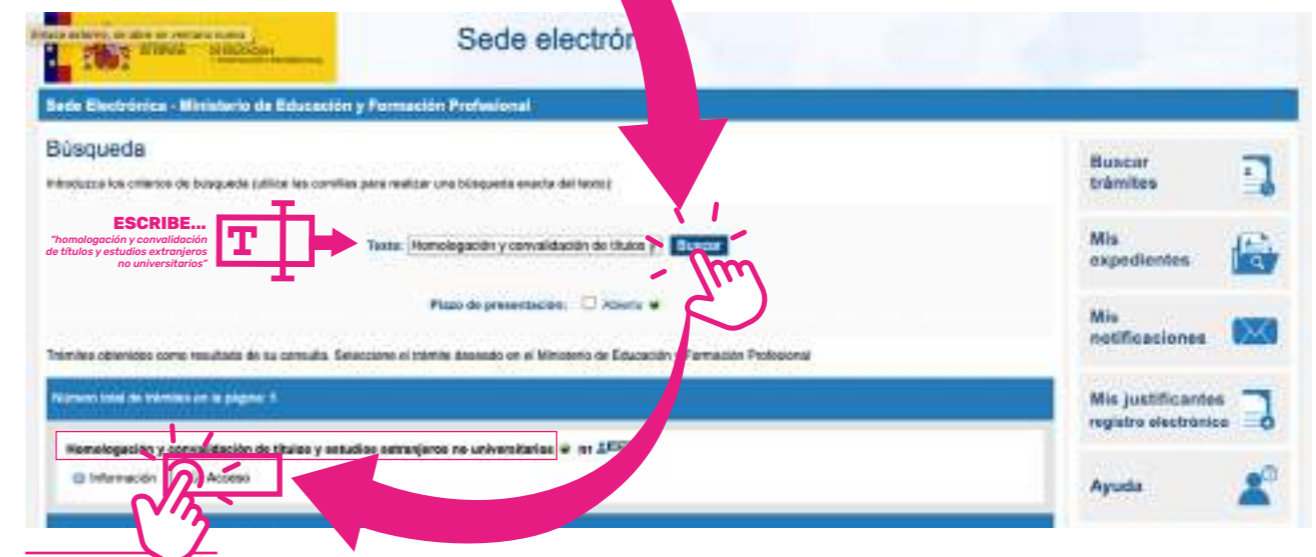 Sede electrón
Sede Electrónica - Ministerio de Educación y Formación Profesional
Búsqueda
Introduzca los criterios de búsqueda (utilice las comillas para realizar una búsqueda exacta del texto)
ESCRIBE...
"homologación y convalidación
de títulos y estudios extranjeros
no universitarios"
T
Texto: Homologación y convalidación de títulos y
Buscar
Plazo de presentación: Abierto
Trámites obtenidos como resultado de su consulta. Seleccione el trámite deseado en el Ministerio de Educación y Formación Profesional
Número total de trámites en la página: 1
Homologación y convalidación de títulos y estudios extranjeros no universitarios
Información Acceso
Buscar
trámites
Mis
expedientes
Mis
notificaciones
Mis justificantes
registro electrónico
Ayuda